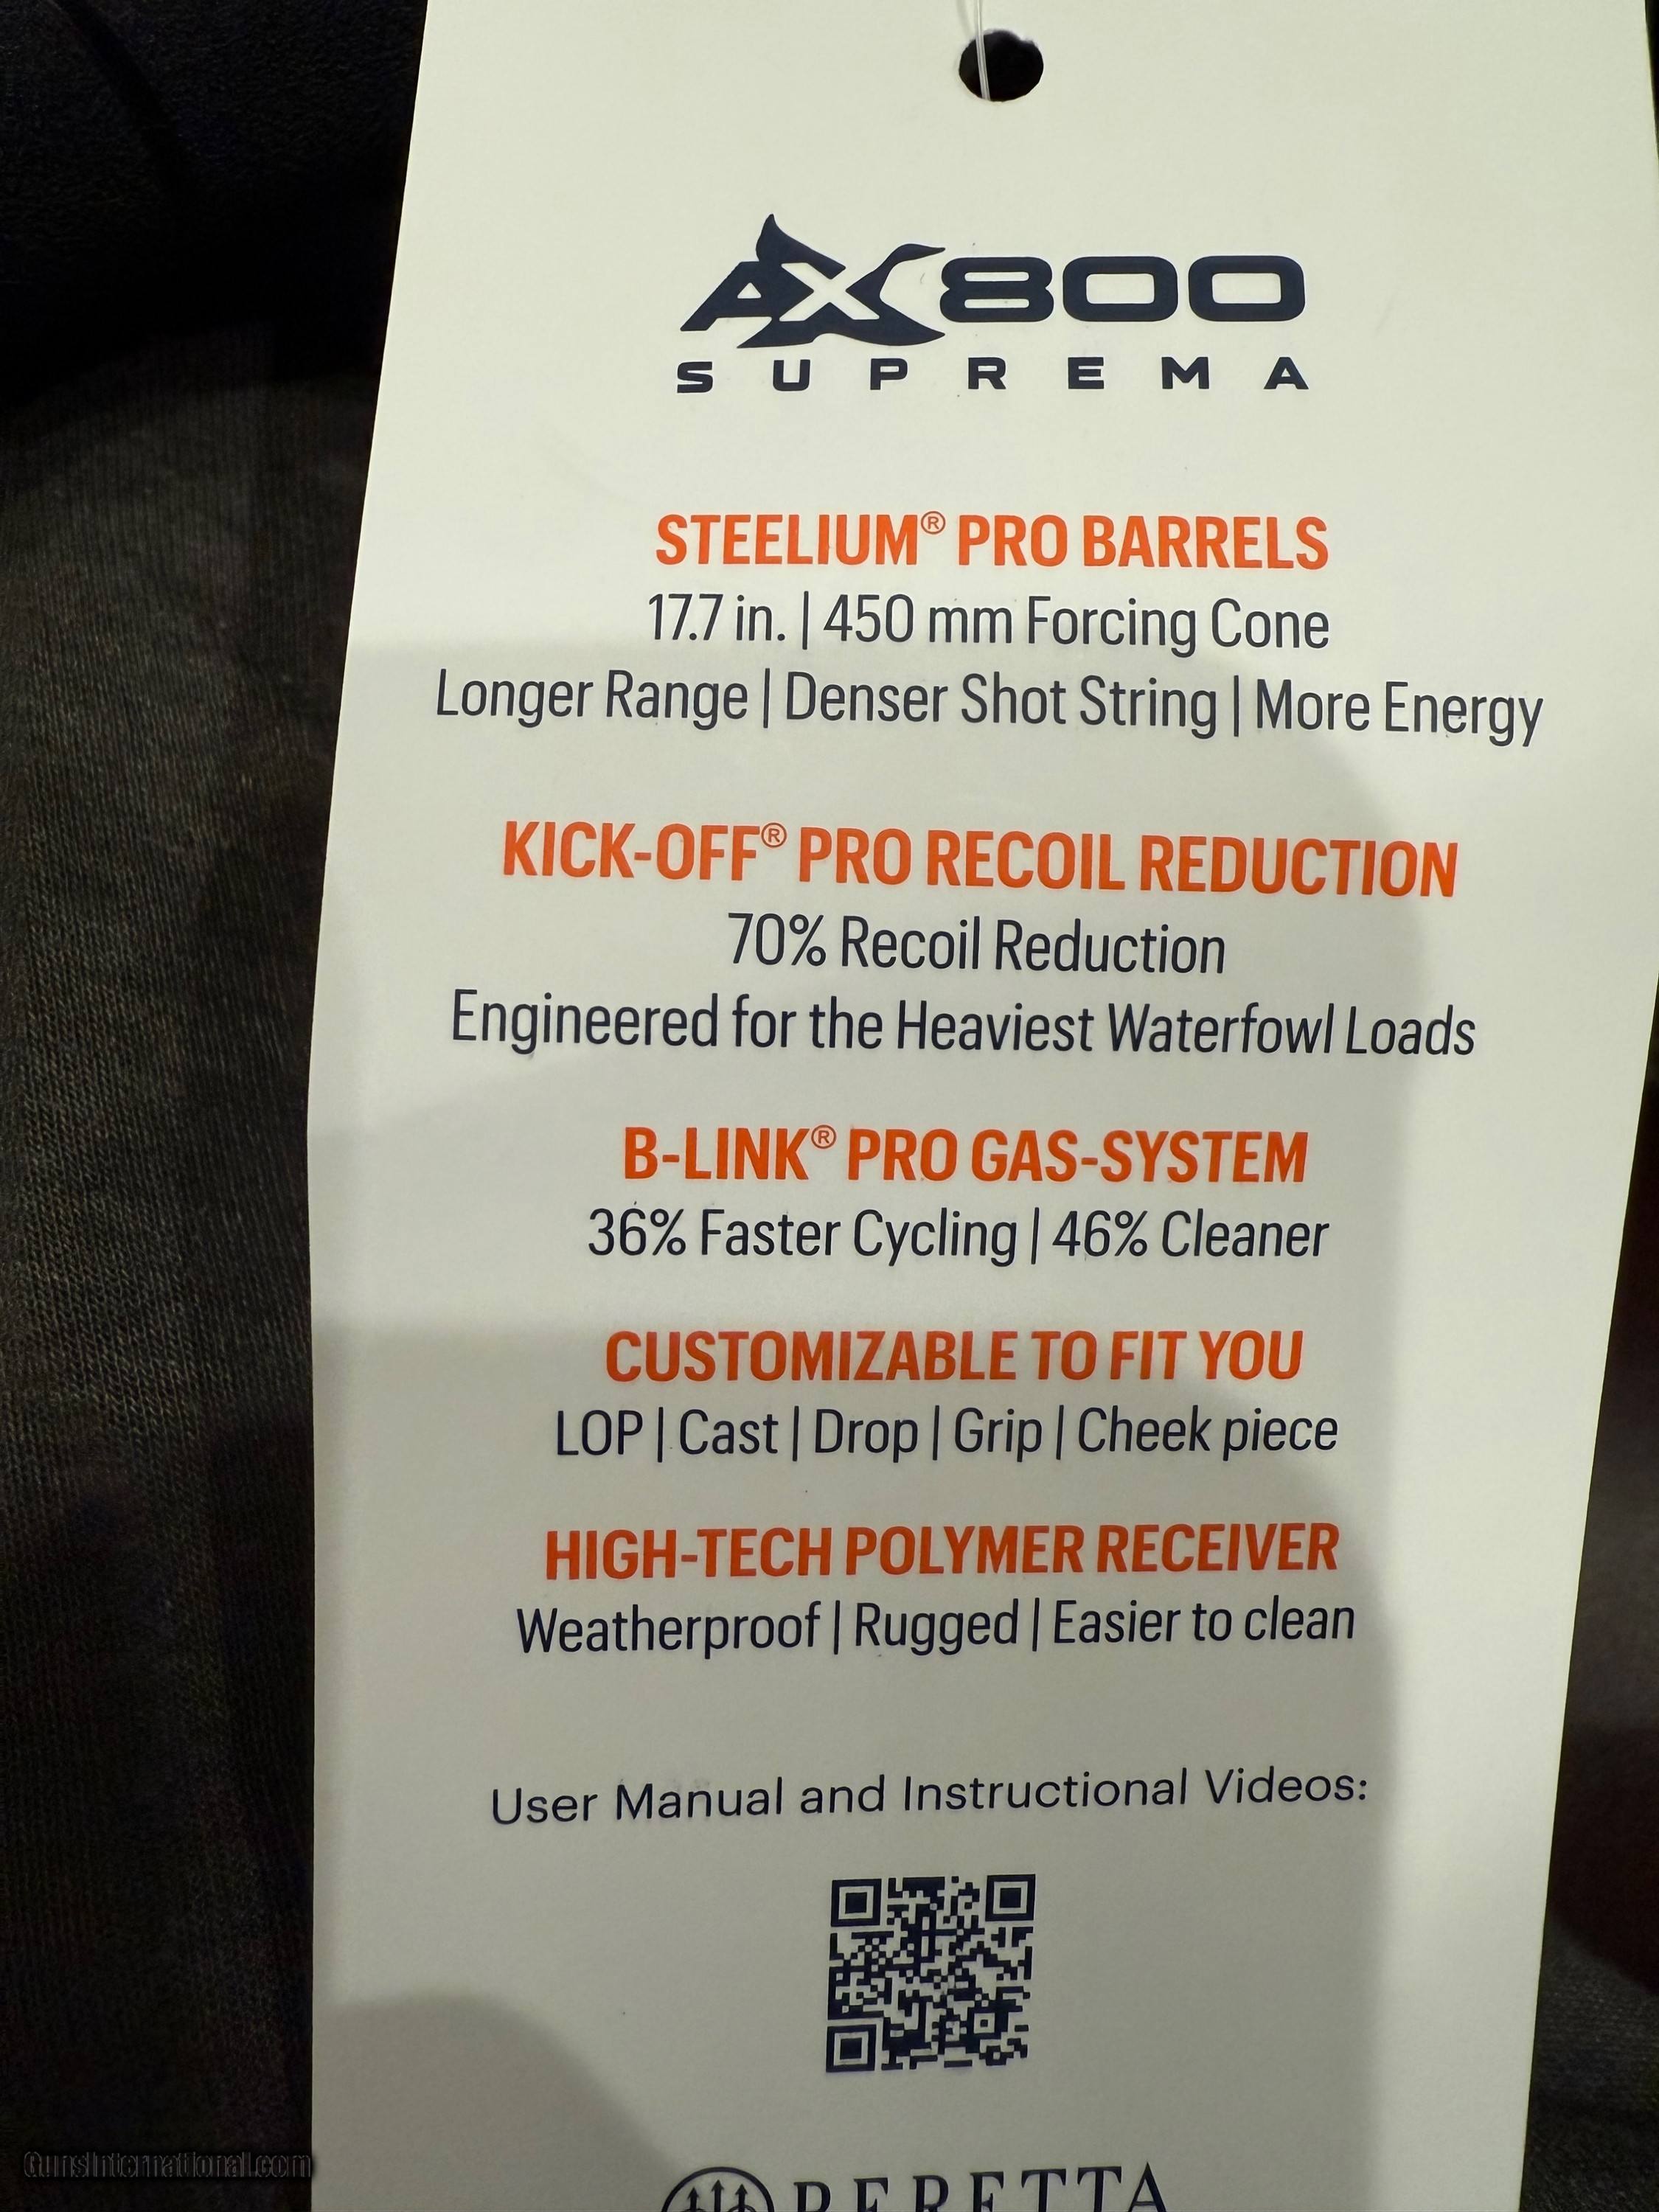 AX800
SUPREMA
STEELIUM® PRO BARRELS
17.7 in. | 450 mm Forcing Cone
Longer Range | Denser Shot String | More Energy
KICK-OFF® PRO RECOIL REDUCTION
70% Recoil Reduction
Engineered for the Heaviest Waterfowl Loads
B-LINK® PRO GAS-SYSTEM
36% Faster Cycling | 46% Cleaner
CUSTOMIZABLE TO FIT YOU
LOP | Cast | Drop | Grip | Cheek piece
HIGH-TECH POLYMER RECEIVER
Weatherproof | Rugged | Easier to clean
User Manual and Instructional Videos:
BERETTA
GunsInternational.com